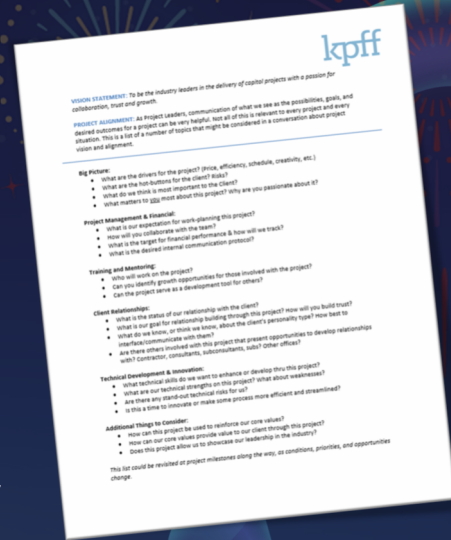 kpff
VISION STATEMENT: To be the industry leaders in the delivery of capital projects with a passion for
collaboration, trust and growth.
PROJECT ALIGNMENT: As Project Leaders, communication of what we see as the possibilities, goals, and
desired outcomes for a project can be very helpful. Not all of this is relevant to every project and every
situation. This is a list of a number of topics that might be considered in a conversation about project
vision and alignment.
Big Picture:
• What are the drivers for the project? (Price, efficiency, schedule, creativity, etc.)
• What are the hot-buttons for the client? Risks?
• What do we think is most important to the Client?
• What matters to you most about this project? Why are you passionate about it?
Project Management & Financial:
• What is our expectation for work-planning this project?
• How will you collaborate with the team?
• What is the target for financial performance & how will we track?
• What is the desired internal communication protocol?
Training and Mentoring:
• Who will work on the project?
• Can you identify growth opportunities for those involved with the project?
• Can the project serve as a development tool for others?
Client Relationships:
• What is the status of our relationship with the client?
• What is our goal for relationship building through this project? How will you build trust?
• What do we know, or think we know, about the client's personality type? How best to
interface/communicate with them?
• Are there others involved with this project that present opportunities to develop relationships
with? Contractor, consultants, subconsultants, subs? Other offices?
Technical Development & Innovation:
• What technical skills do we want to enhance or develop thru this project?
• What are our technical strengths on this project? What about weaknesses?
• Are there any stand-out technical risks for us?
• Is this a time to innovate or make some process more efficient and streamlined?
Additional Things to Consider:
• How can this project be used to reinforce our core values?
• How can our core values provide value to our client through this project?
• Does this project allow us to showcase our leadership in the industry?
This list could be revisited at project milestones along the way, as conditions, priorities, and opportunities
change.